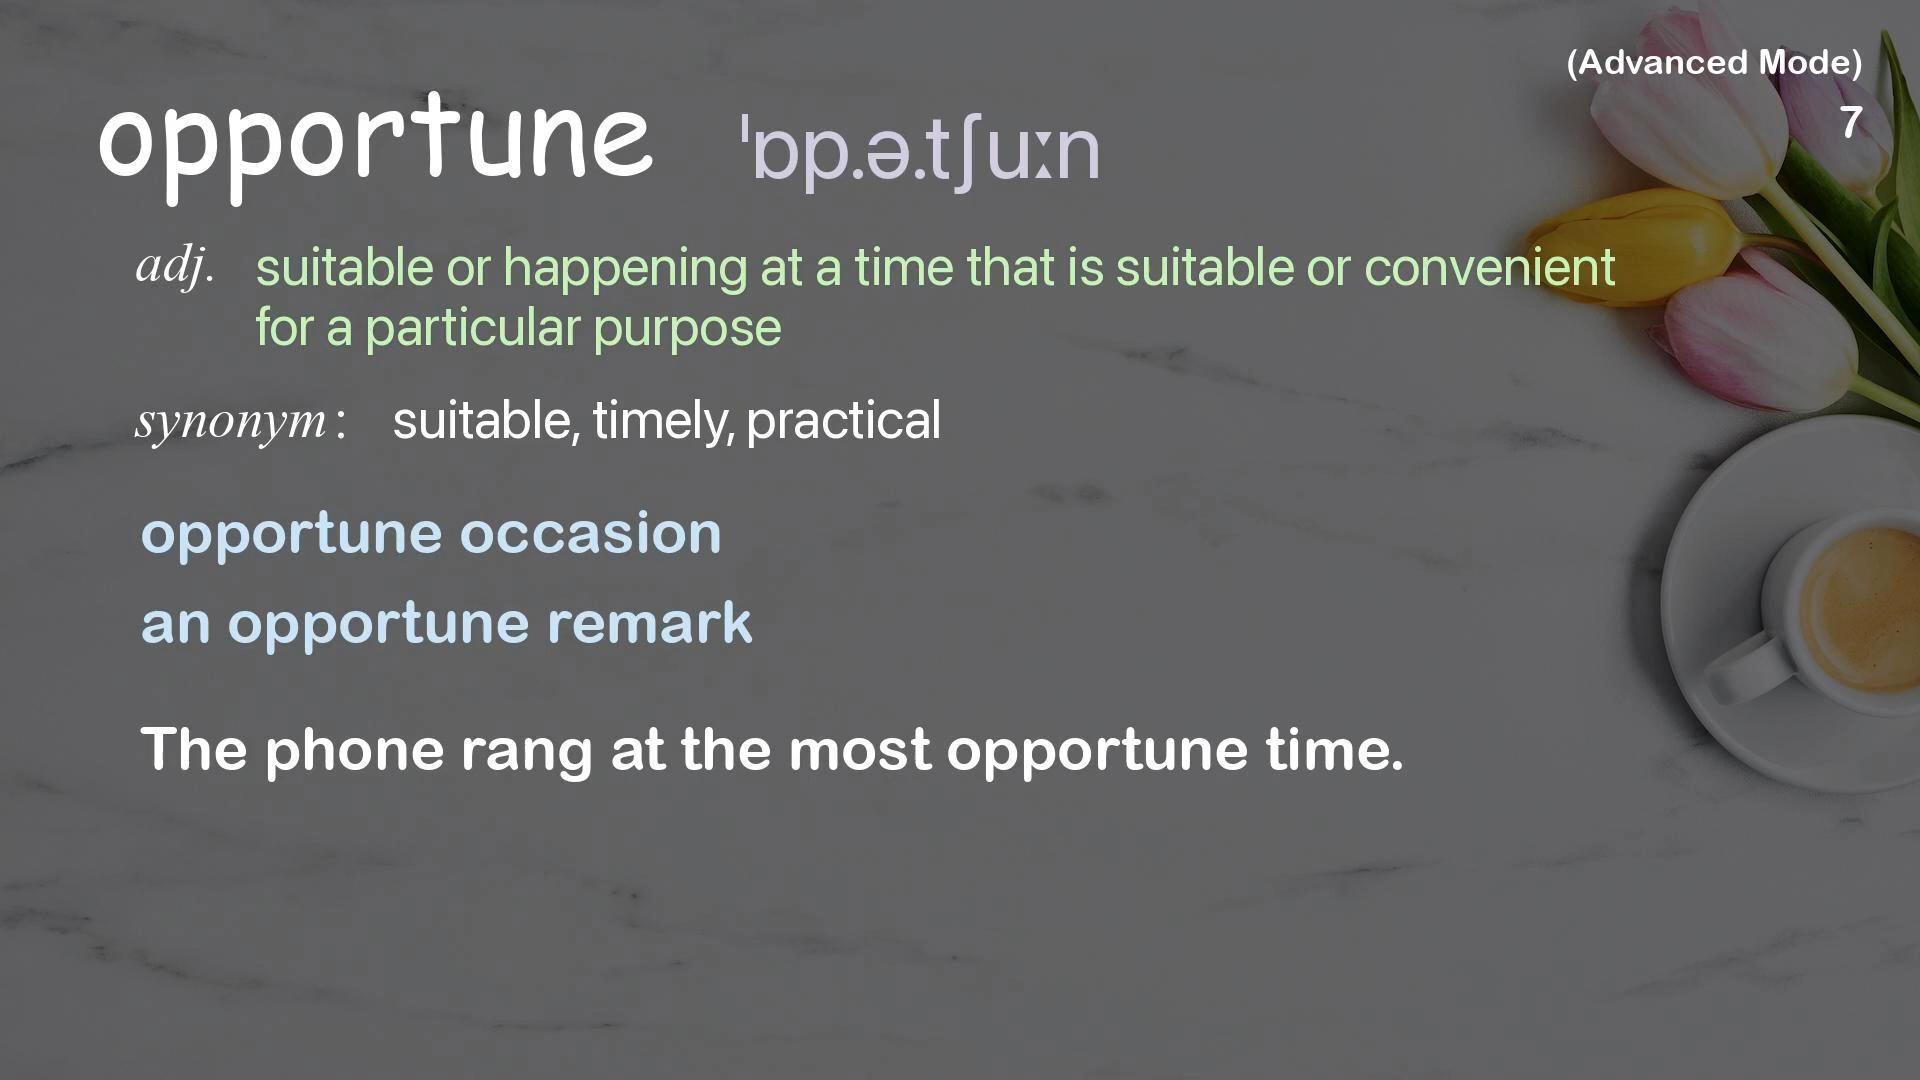 (Advanced Mode)
7
opportune ˈɒp.ə.tʃuːn
adj. suitable or happening at a time that is suitable or convenient
for a particular purpose
synonym : suitable, timely, practical
opportune occasion
an opportune remark
The phone rang at the most opportune time.